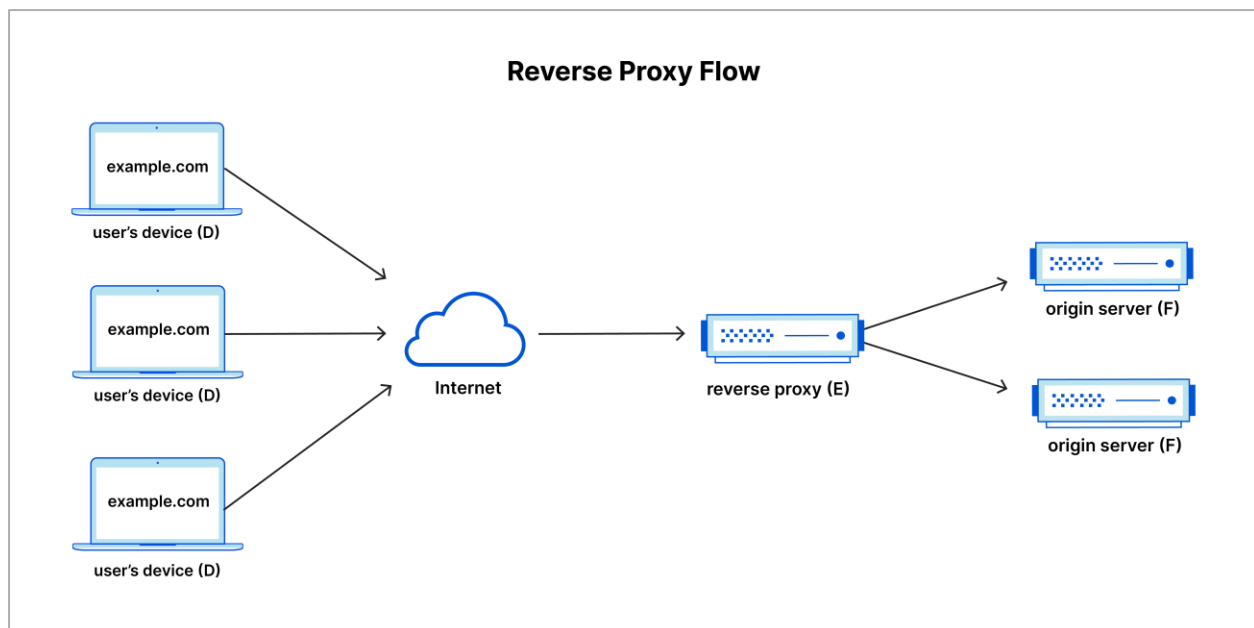 Reverse Proxy Flow
example.com
user’s device (D)
example.com
user’s device (D)
example.com
user’s device (D)
Internet
reverse proxy (E)
origin server (F)
origin server (F)